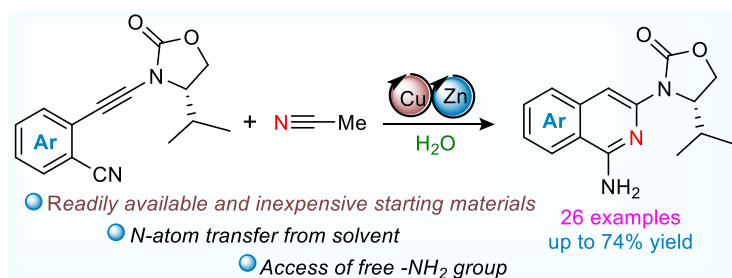 O
O
N
Ar
CN
+
N≡Me
Cu Zn
H₂O
O
O
N
Ar
N
NH₂
Readily available and inexpensive starting materials
N-atom transfer from solvent
Access of free -NH₂ group
26 examples
up to 74% yield